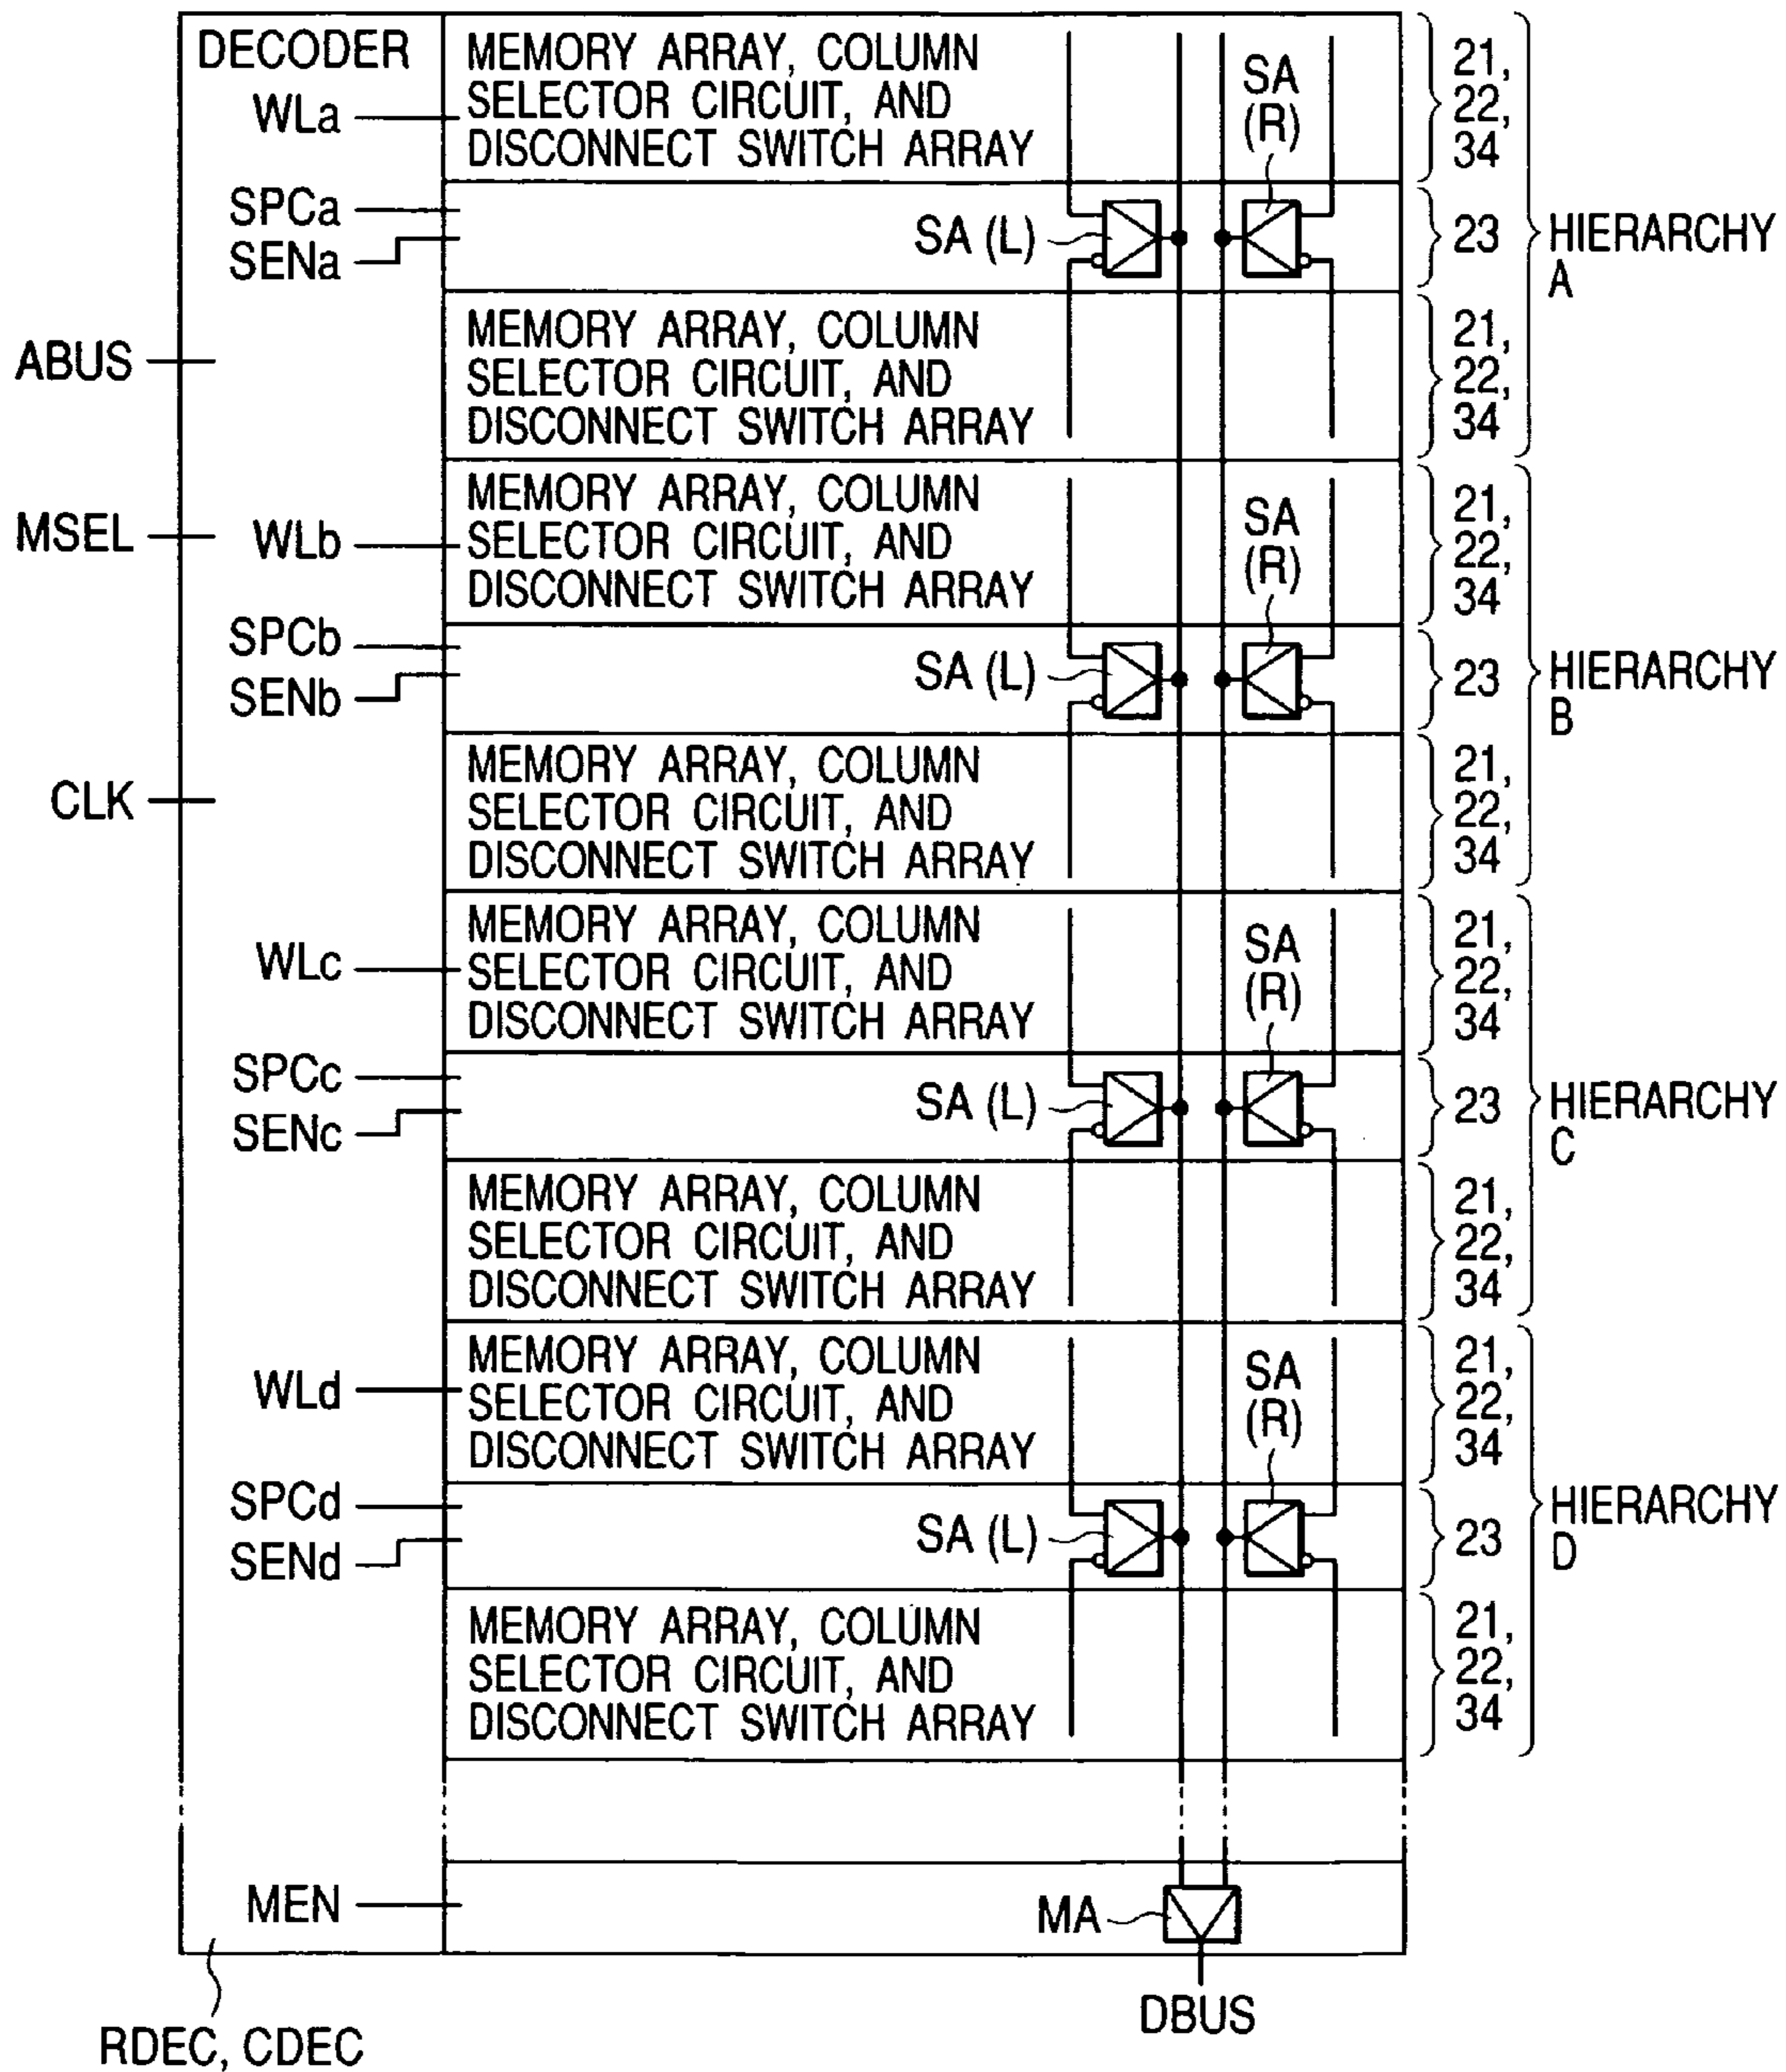 DECODER
MEMORY ARRAY, COLUMN
SELECTOR CIRCUIT, AND
DISCONNECT SWITCH ARRAY
WLa
SA
(R)
21,
22,
34
SPCa
SENa
SA (L)
23
HIERARCHY
A
ABUS
MEMORY ARRAY, COLUMN
SELECTOR CIRCUIT, AND
DISCONNECT SWITCH ARRAY
21,
22,
34
MSEL
WLb
MEMORY ARRAY, COLUMN
SELECTOR CIRCUIT, AND
DISCONNECT SWITCH ARRAY
SA
(R)
21,
22,
34
SPCb
SENb
SA (L)
23
HIERARCHY
B
CLK
MEMORY ARRAY, COLUMN
SELECTOR CIRCUIT, AND
DISCONNECT SWITCH ARRAY
21,
22,
34
WLc
MEMORY ARRAY, COLUMN
SELECTOR CIRCUIT, AND
DISCONNECT SWITCH ARRAY
SA
(R)
21,
22,
34
SPCc
SENc
SA (L)
23
HIERARCHY
C
MEMORY ARRAY, COLUMN
SELECTOR CIRCUIT, AND
DISCONNECT SWITCH ARRAY
21,
22,
34
WLd
MEMORY ARRAY, COLUMN
SELECTOR CIRCUIT, AND
DISCONNECT SWITCH ARRAY
SA
(R)
21,
22,
34
SPCd
SENd
SA (L)
23
HIERARCHY
D
MEMORY ARRAY, COLUMN
SELECTOR CIRCUIT, AND
DISCONNECT SWITCH ARRAY
21,
22,
34
MEN
MA
DBUS
RDEC, CDEC